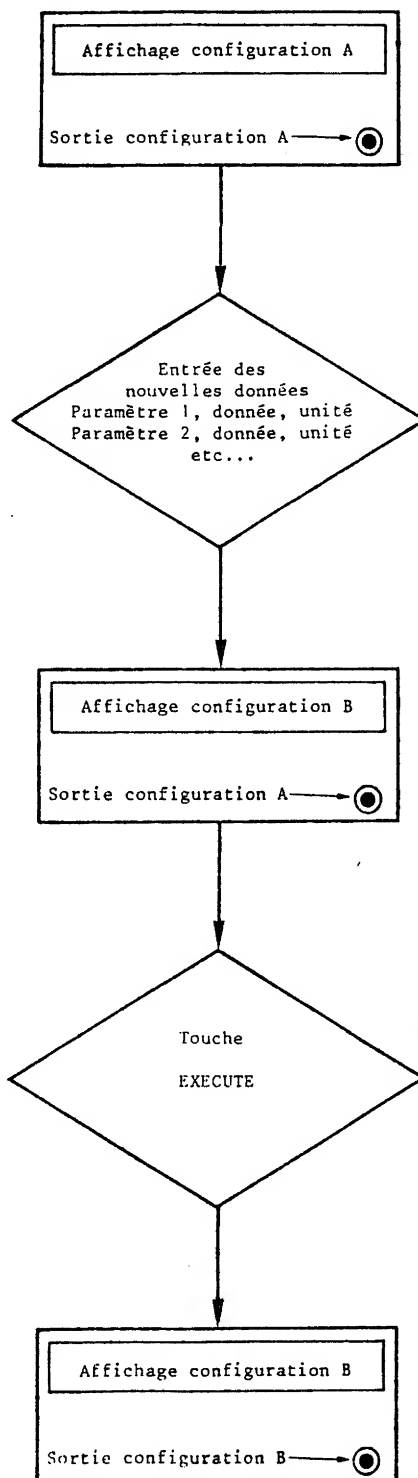 Affichage configuration A
Sortie configuration A
Entrée des
nouvelles données
Paramètre 1, donnée, unité
Paramètre 2, donnée, unité
etc...
Affichage configuration B
Sortie configuration A
Touche
EXECUTE
Affichage configuration B
Sortie configuration B